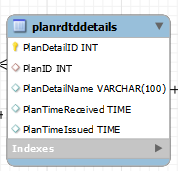 planrdtddetails
PlanDetailID INT
PlanID INT
PlanDetailName VARCHAR(100)
PlanTimeReceived TIME
PlanTimeIssued TIME
Indexes